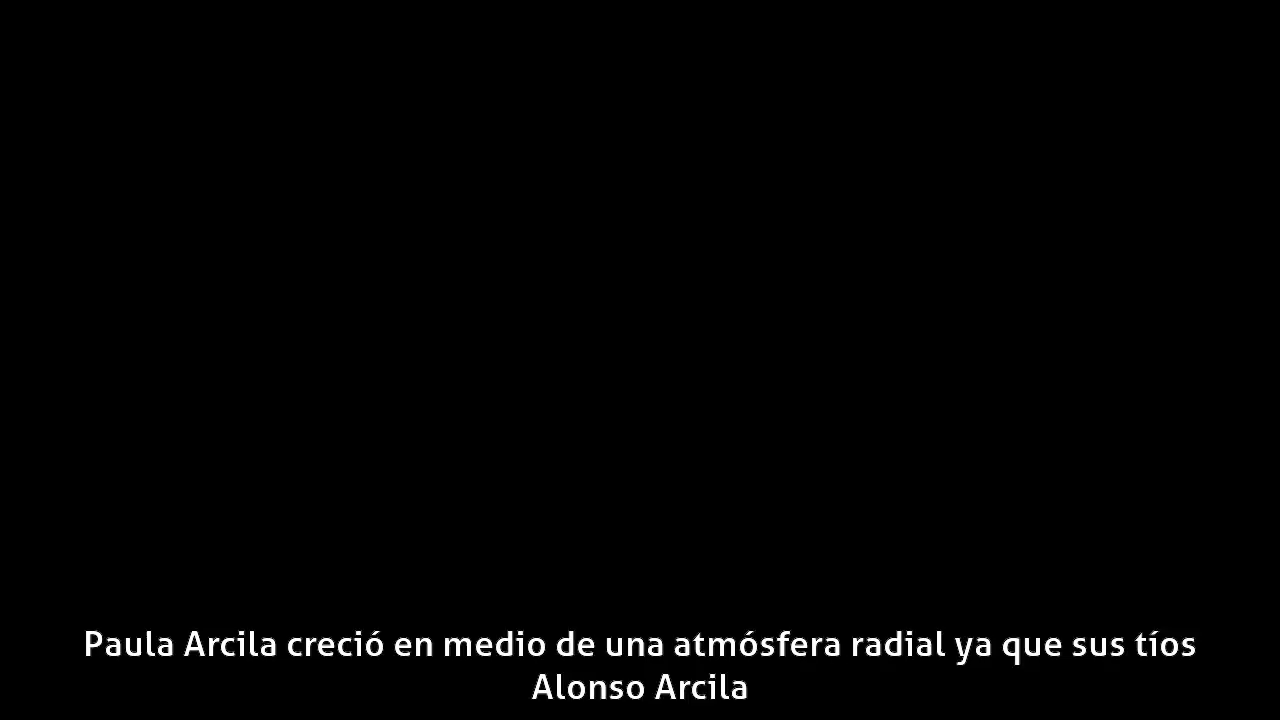 Paula Arcila creció en medio de una atmósfera radial ya que sus tíos
Alonso Arcila